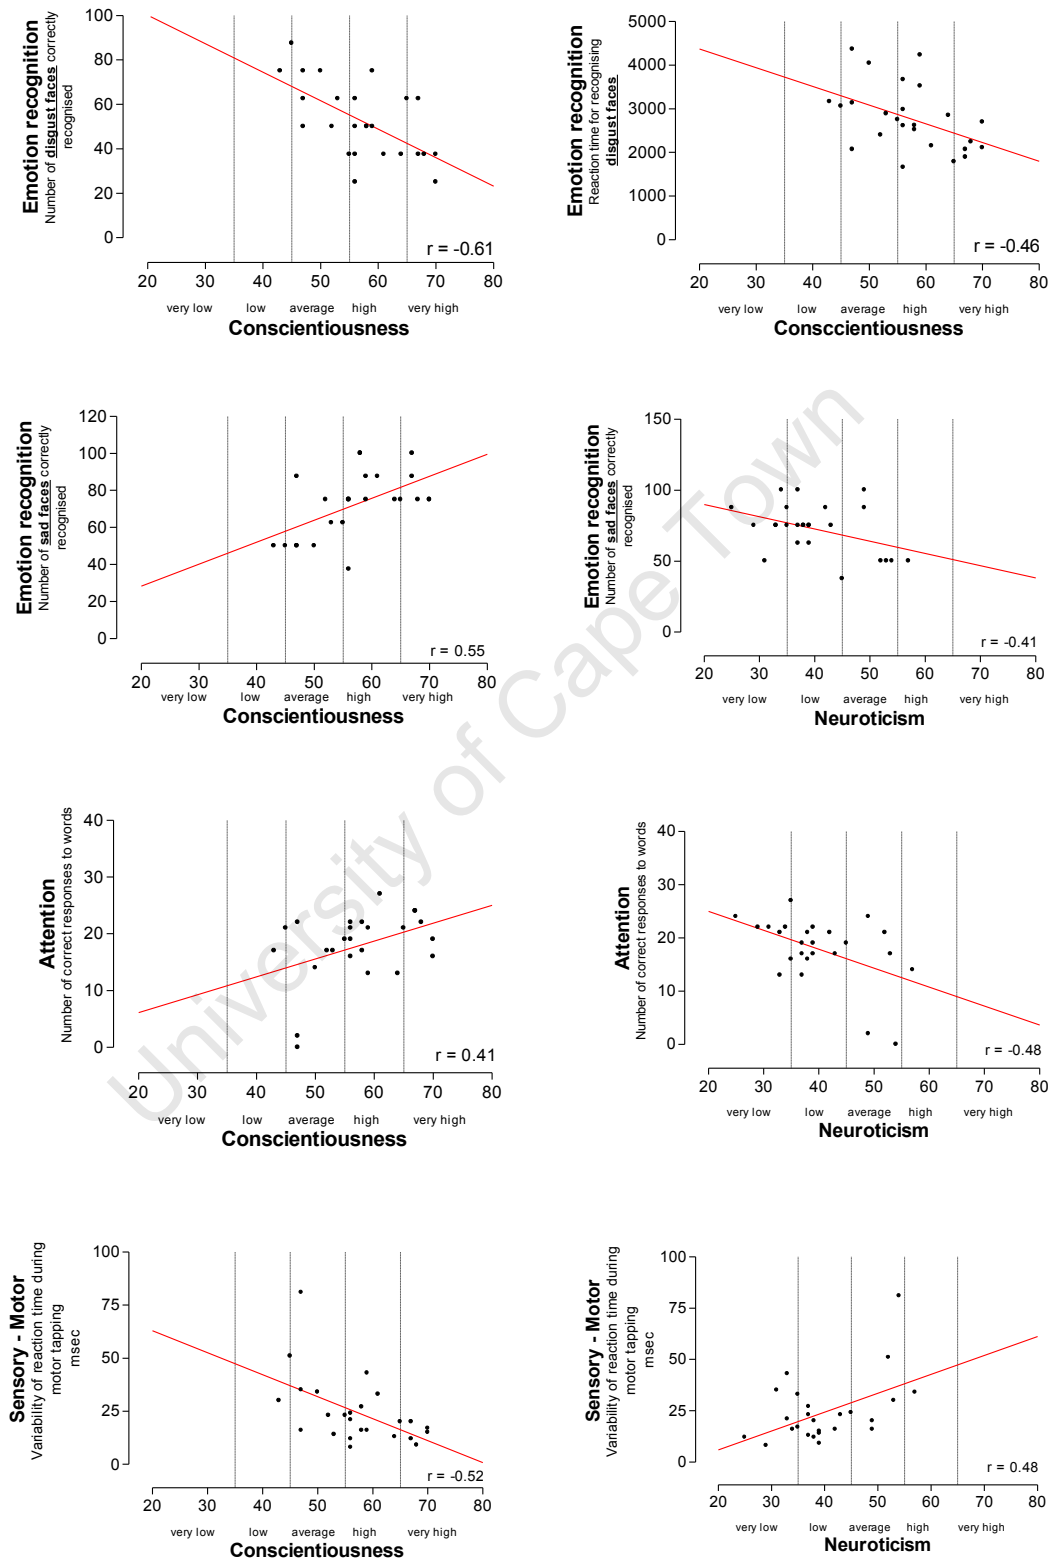 Emotion recognition
Number of disgust faces correctly
recognised
100
80
60
40
20
0
r = -0.61
20 30 40 50 60 70 80
very low low average high very high
Conscientiousness
Emotion recognition
Reaction time for recognising
disgust faces
5000
4000
3000
2000
1000
0
r = -0.46
20 30 40 50 60 70 80
very low low average high very high
Consccientiousness
Emotion recognition
Number of sad faces correctly
recognised
120
100
80
60
40
20
0
r = 0.55
20 30 40 50 60 70 80
very low low average high very high
Conscientiousness
Emotion recognition
Number of sad faces correctly
recognised
150
100
50
0
r = -0.41
20 30 40 50 60 70 80
very low low average high very high
Neuroticism
Attention
Number of correct responses to words
40
30
20
10
0
r = 0.41
20 30 40 50 60 70 80
very low low average high very high
Conscientiousness
Attention
Number of correct responses to words
40
30
20
10
0
r = -0.48
20 30 40 50 60 70 80
very low low average high very high
Neuroticism
Sensory - Motor
Variability of reaction time during
motor tapping
msec
100
75
50
25
0
r = -0.52
20 30 40 50 60 70 80
very low low average high very high
Conscientiousness
Sensory - Motor
Variability of reaction time during
motor tapping
msec
100
75
50
25
0
r = 0.48
20 30 40 50 60 70 80
very low low average high very high
Neuroticism
University of Cape Town